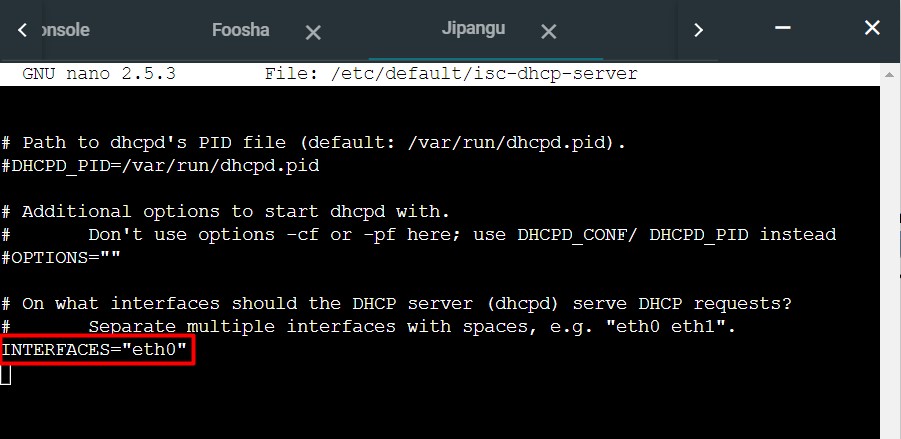 onsole Foosha Jipangu
GNU nano 2.5.3 File: /etc/default/isc-dhcp-server
# Path to dhcpd's PID file (default: /var/run/dhcpd.pid).
#DHCPD_PID=/var/run/dhcpd.pid
# Additional options to start dhcpd with.
# Don't use options -cf or -pf here; use DHCPD_CONF/ DHCPD_PID instead
#OPTIONS=""
# On what interfaces should the DHCP server (dhcpd) serve DHCP requests?
# Separate multiple interfaces with spaces, e.g. "eth0 eth1".
INTERFACES="eth0"